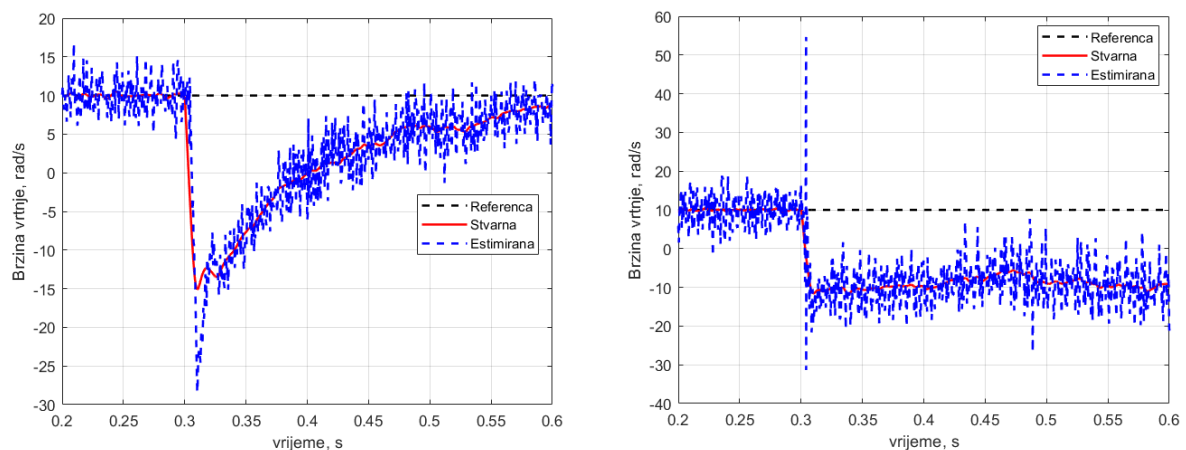 20
15
10
5
0
-5
-10
-15
-20
-25
-30
Brzina vrtnje, rad/s
Referenca
Stvarna
Estimirana
0.2 0.25 0.3 0.35 0.4 0.45 0.5 0.55 0.6
vrijeme, s
60
50
40
30
20
10
0
-10
-20
-30
-40
Brzina vrtnje, rad/s
Referenca
Stvarna
Estimirana
0.2 0.25 0.3 0.35 0.4 0.45 0.5 0.55 0.6
vrijeme, s